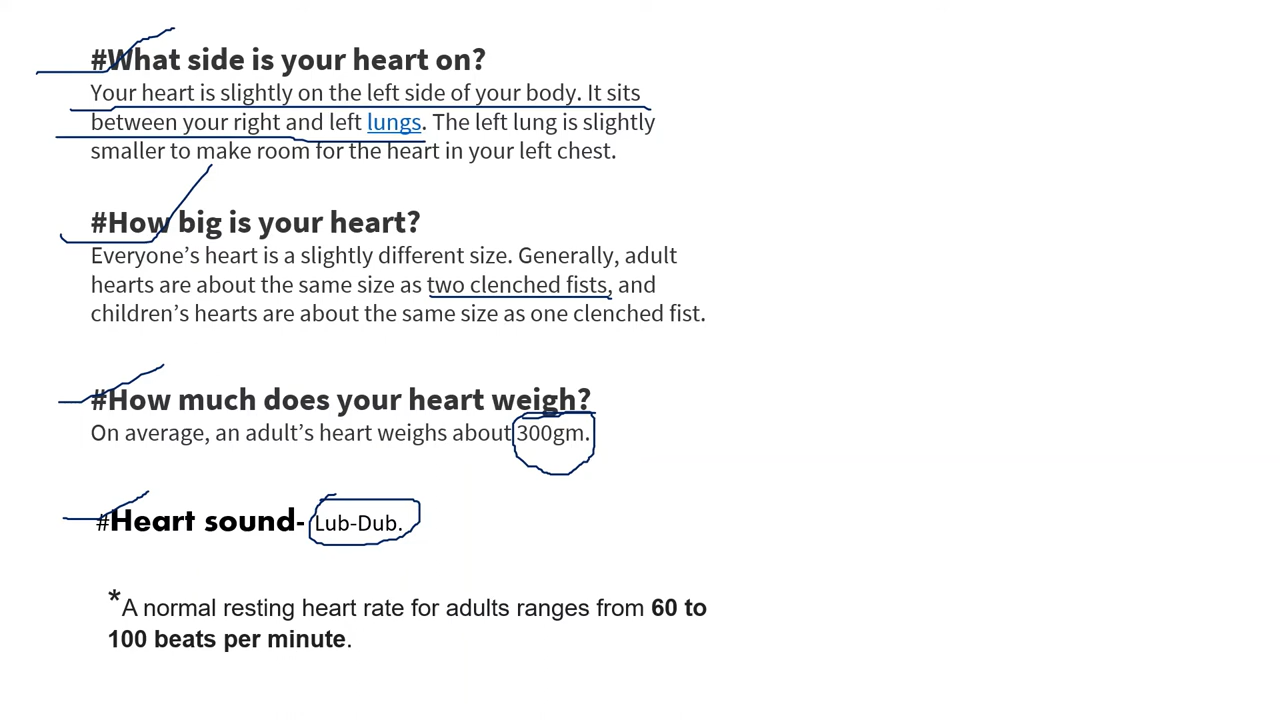 #What side is your heart on?
Your heart is slightly on the left side of your body. It sits
between your right and left lungs. The left lung is slightly
smaller to make room for the heart in your left chest.
#How big is your heart?
Everyone’s heart is a slightly different size. Generally, adult
hearts are about the same size as two clenched fists, and
children’s hearts are about the same size as one clenched fist.
#How much does your heart weigh?
On average, an adult’s heart weighs about 300gm.
#Heart sound- Lub-Dub.
*A normal resting heart rate for adults ranges from 60 to
100 beats per minute.